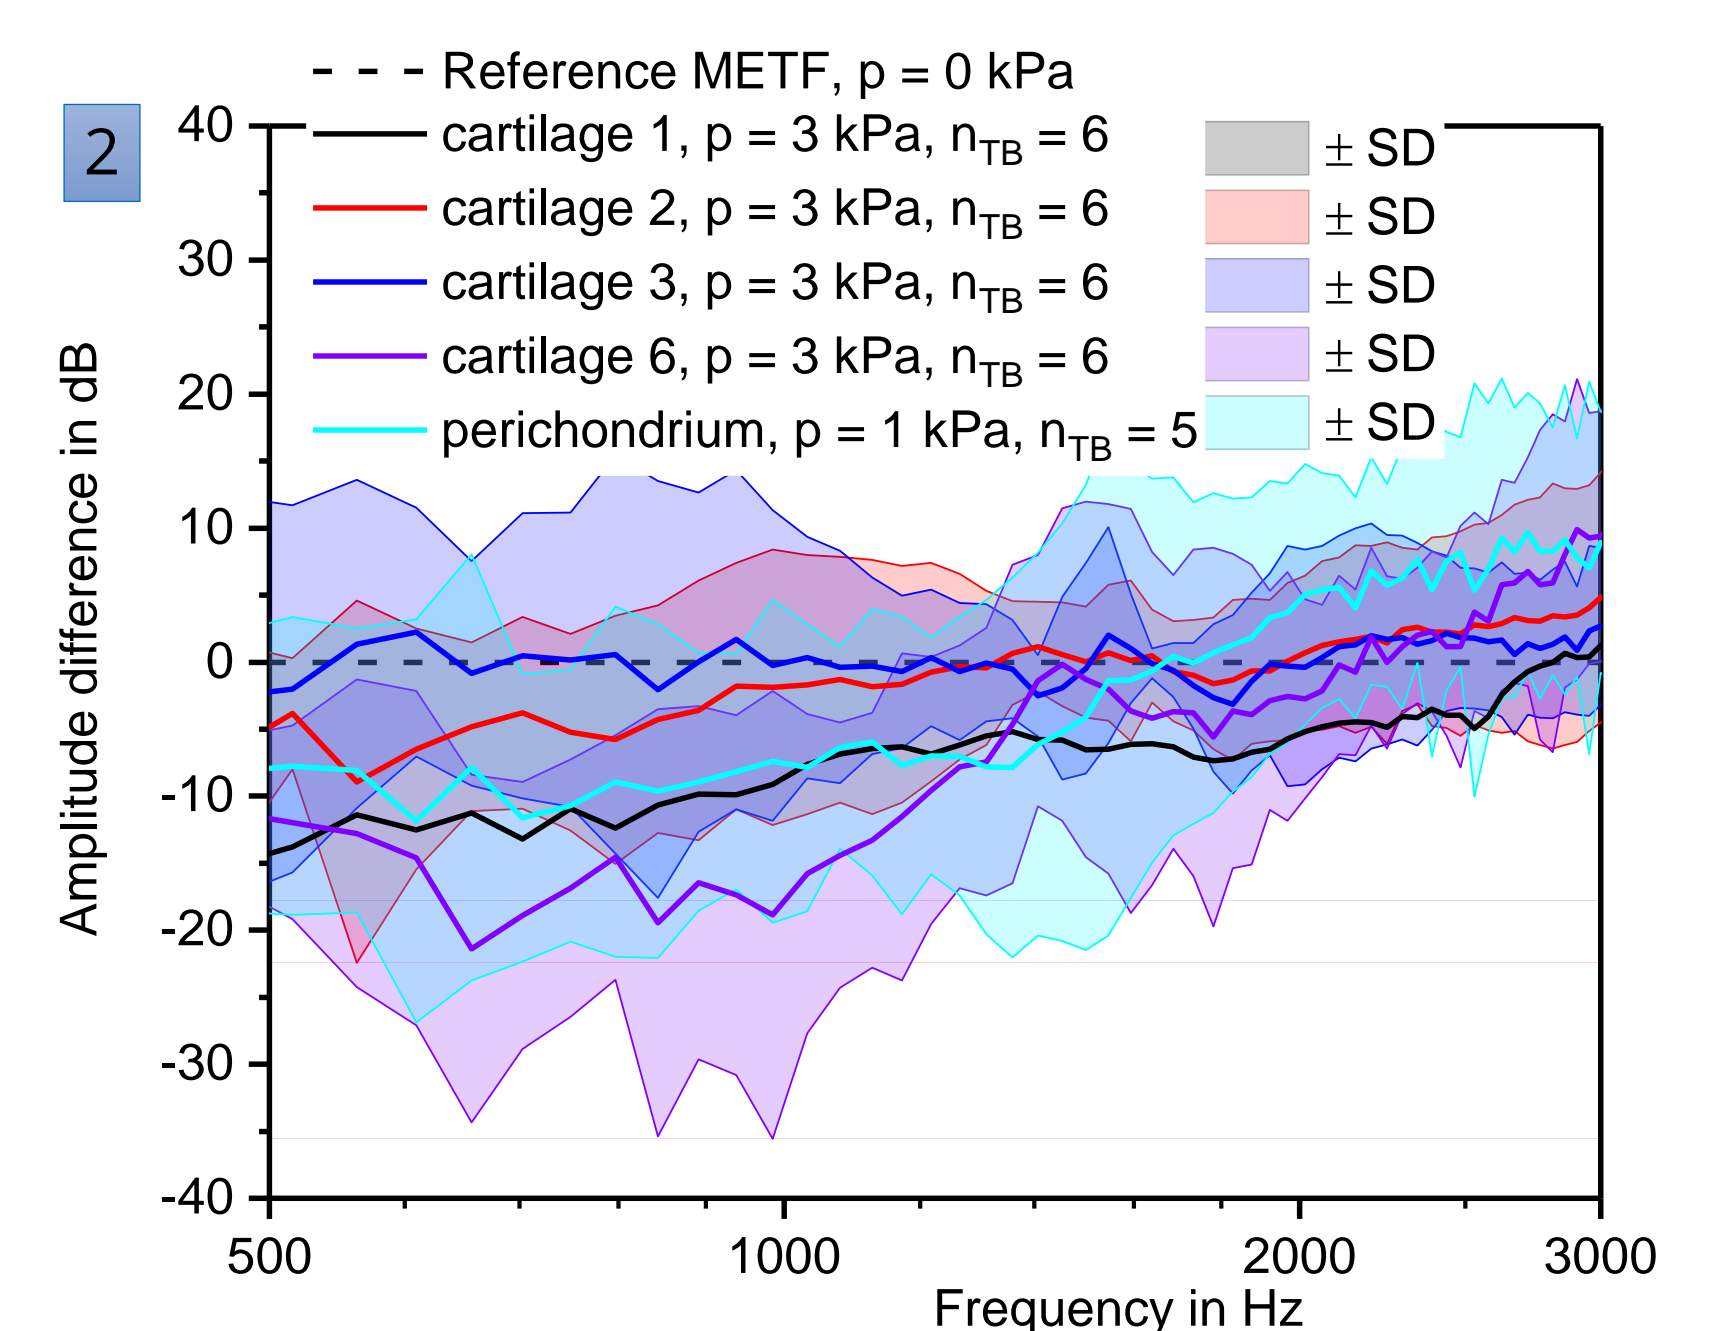 Reference METF, p = 0 kPa
2
cartilage 1, p = 3 kPa, nTB = 6 ± SD
cartilage 2, p = 3 kPa, nTB = 6 ± SD
cartilage 3, p = 3 kPa, nTB = 6 ± SD
cartilage 6, p = 3 kPa, nTB = 6 ± SD
perichondrium, p = 1 kPa, nTB = 5 ± SD
Amplitude difference in dB
40
30
20
10
0
-10
-20
-30
-40
500 1000 2000 3000
Frequency in Hz